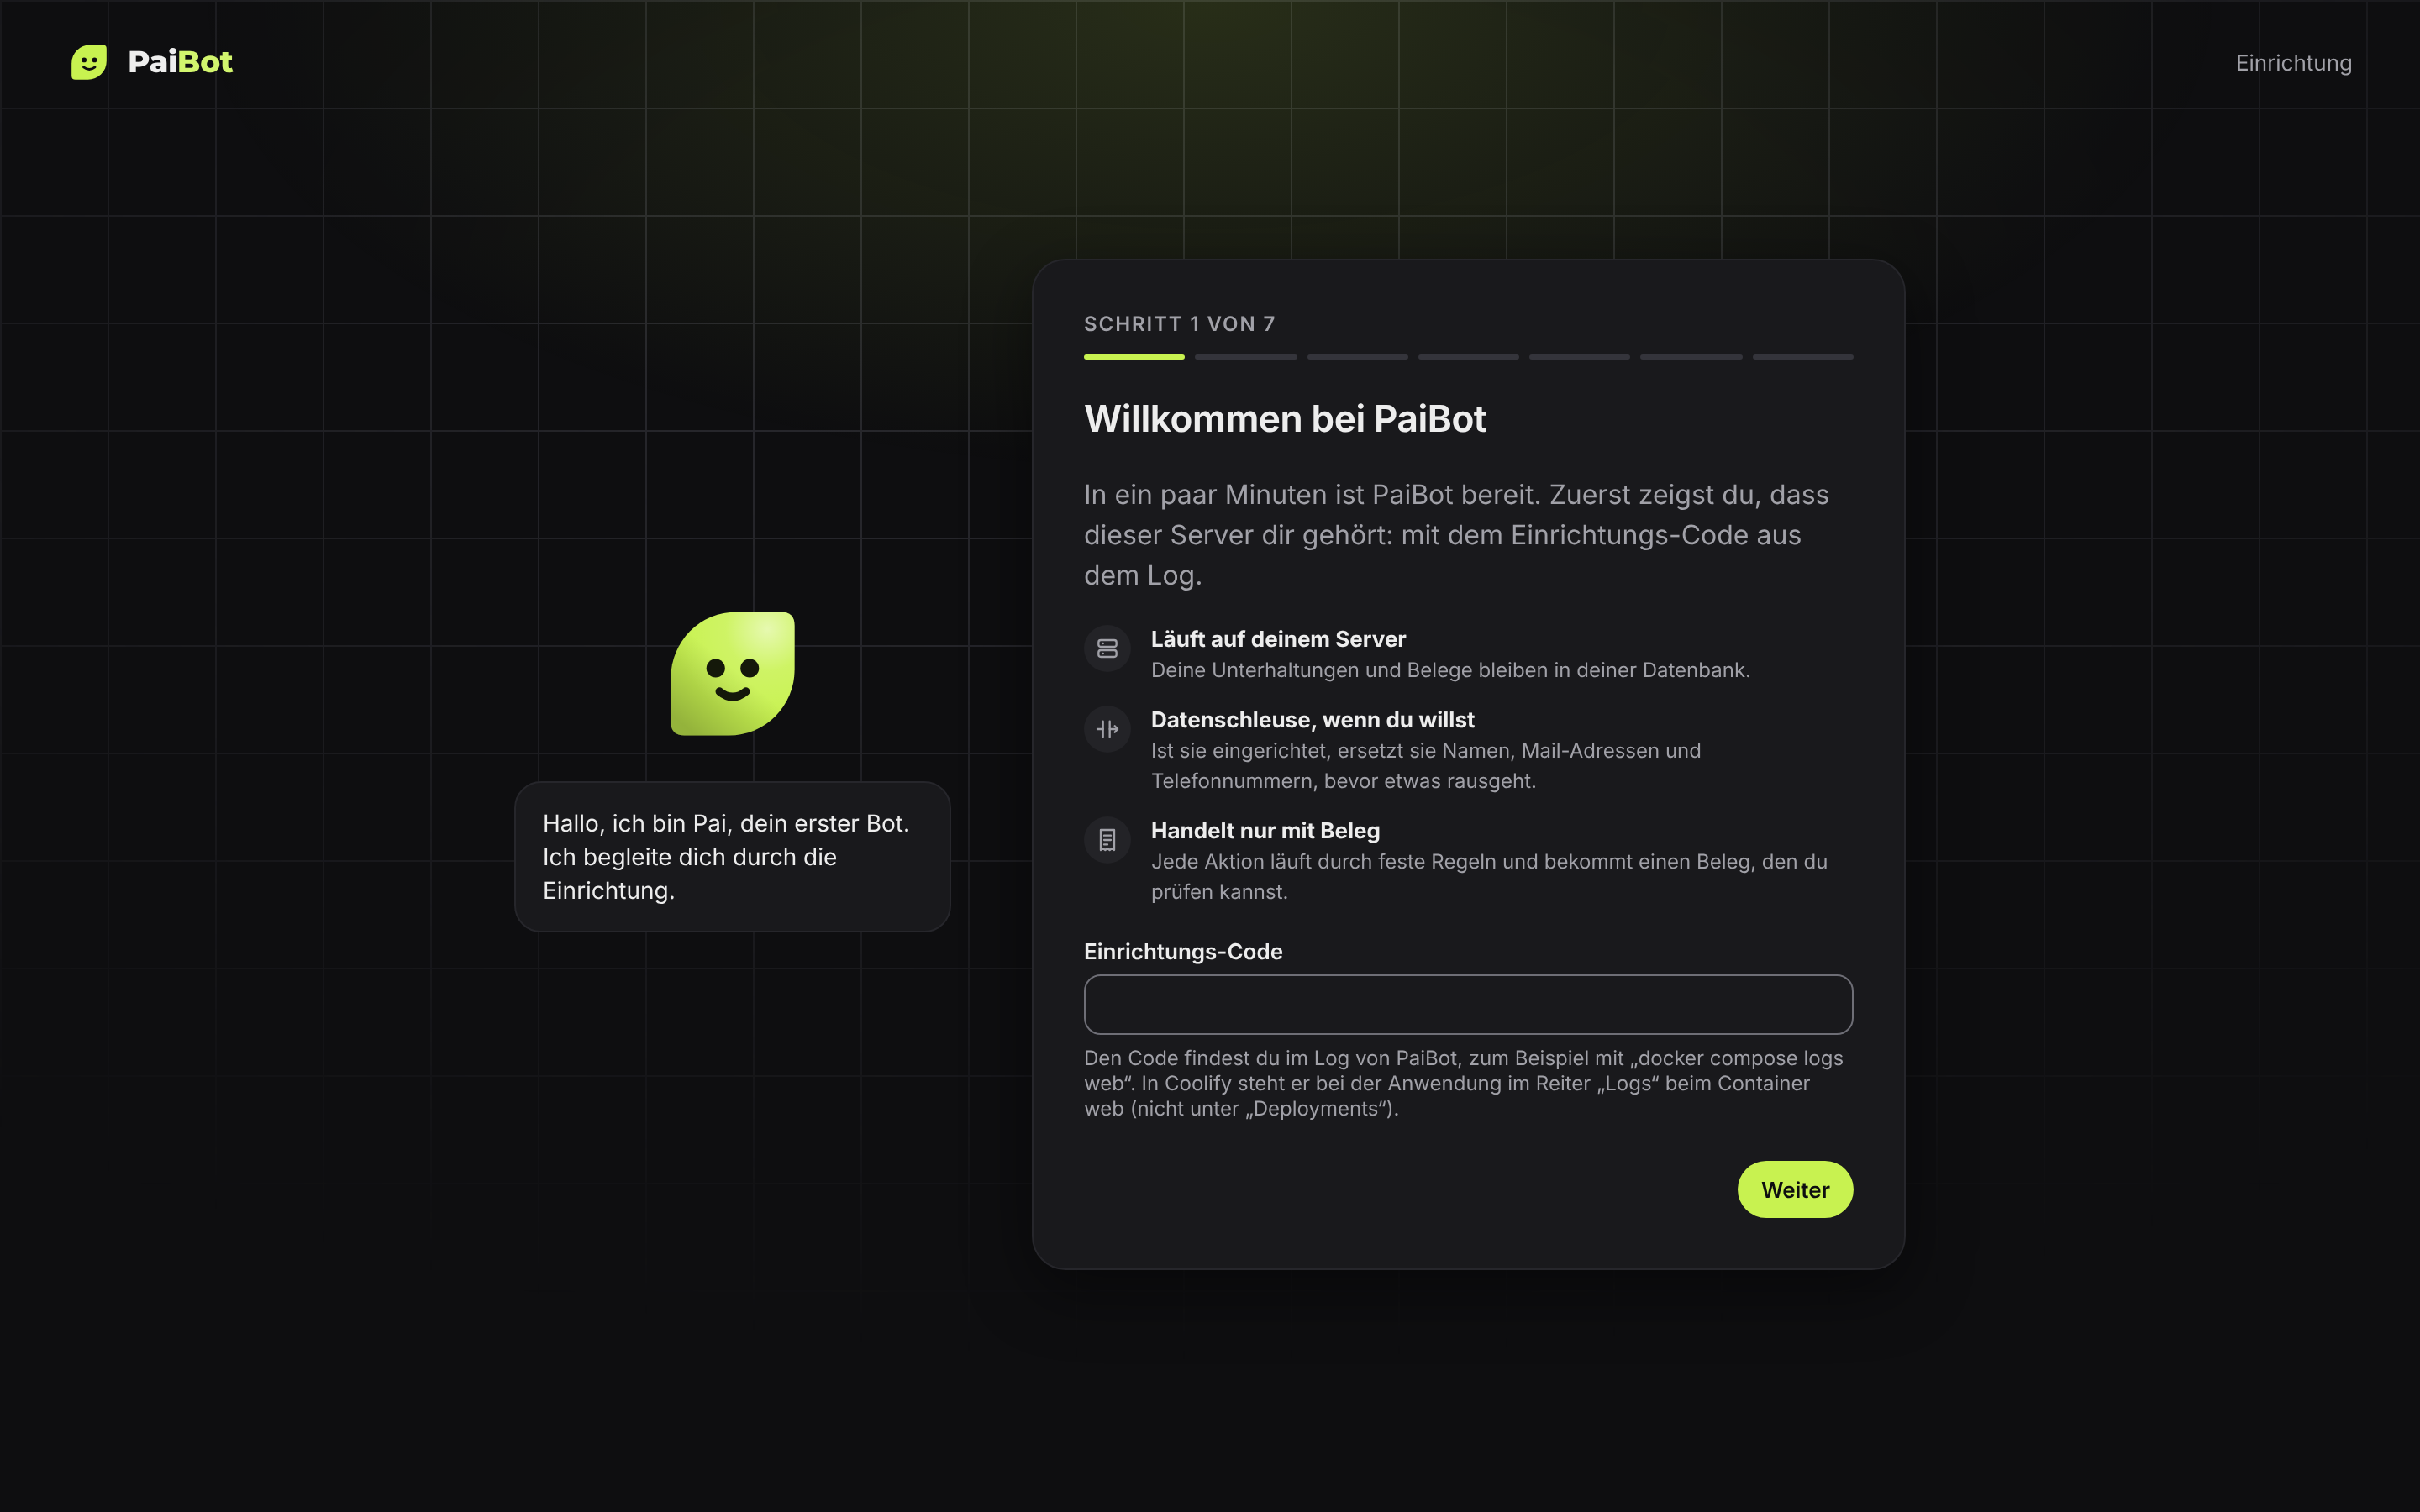 PaiBot
Einrichtung
Hallo, ich bin Pai, dein erster Bot.
Ich begleite dich durch die
Einrichtung.
SCHRITT 1 VON 7
Willkommen bei PaiBot
In ein paar Minuten ist PaiBot bereit. Zuerst zeigst du, dass
dieser Server dir gehört: mit dem Einrichtungs-Code aus
dem Log.
Läuft auf deinem Server
Deine Unterhaltungen und Belege bleiben in deiner Datenbank.
Datenschleuse, wenn du willst
Ist sie eingerichtet, ersetzt sie Namen, Mail-Adressen und
Telefonnummern, bevor etwas rausgeht.
Handelt nur mit Beleg
Jede Aktion läuft durch feste Regeln und bekommt einen Beleg, den du
prüfen kannst.
Einrichtungs-Code
Den Code findest du im Log von PaiBot, zum Beispiel mit „docker compose logs
web“. In Coolify steht er bei der Anwendung im Reiter „Logs“ beim Container
web (nicht unter „Deployments“).
Weiter